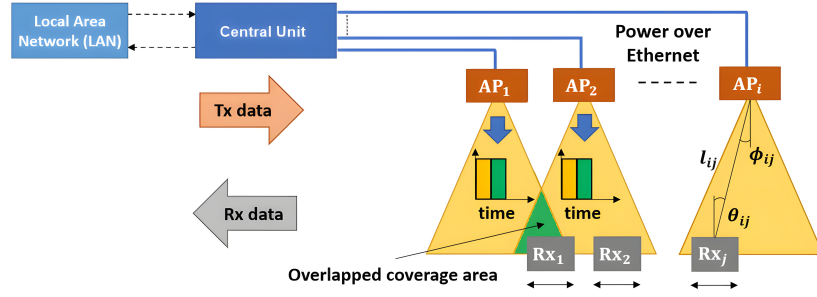 Local Area
Network (LAN)
Central Unit
Power over
Ethernet
AP₁
AP₂
APᵢ
Tx data
Rx data
time
time
lᵢⱼ
ϕᵢⱼ
θᵢⱼ
Rx₁
Rx₂
Rxⱼ
Overlapped coverage area